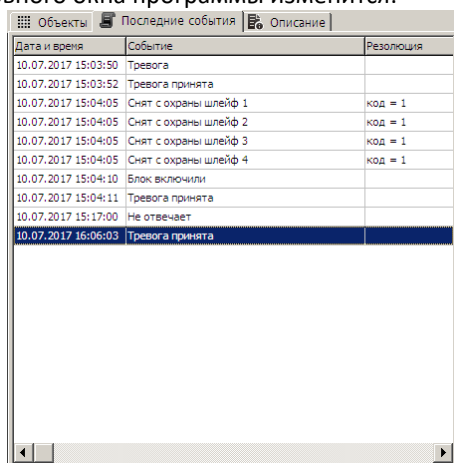 вного окна программы изменится.
Объекты Последние события Описание
Дата и время Событие Резолюция
10.07.2017 15:03:50 Тревога
10.07.2017 15:03:52 Тревога принята
10.07.2017 15:04:05 Снят с охраны шлейф 1 код = 1
10.07.2017 15:04:05 Снят с охраны шлейф 2 код = 1
10.07.2017 15:04:05 Снят с охраны шлейф 3 код = 1
10.07.2017 15:04:05 Снят с охраны шлейф 4 код = 1
10.07.2017 15:04:10 Блок включили
10.07.2017 15:04:11 Тревога принята
10.07.2017 15:17:00 Не отвечает
10.07.2017 16:06:03 Тревога принята